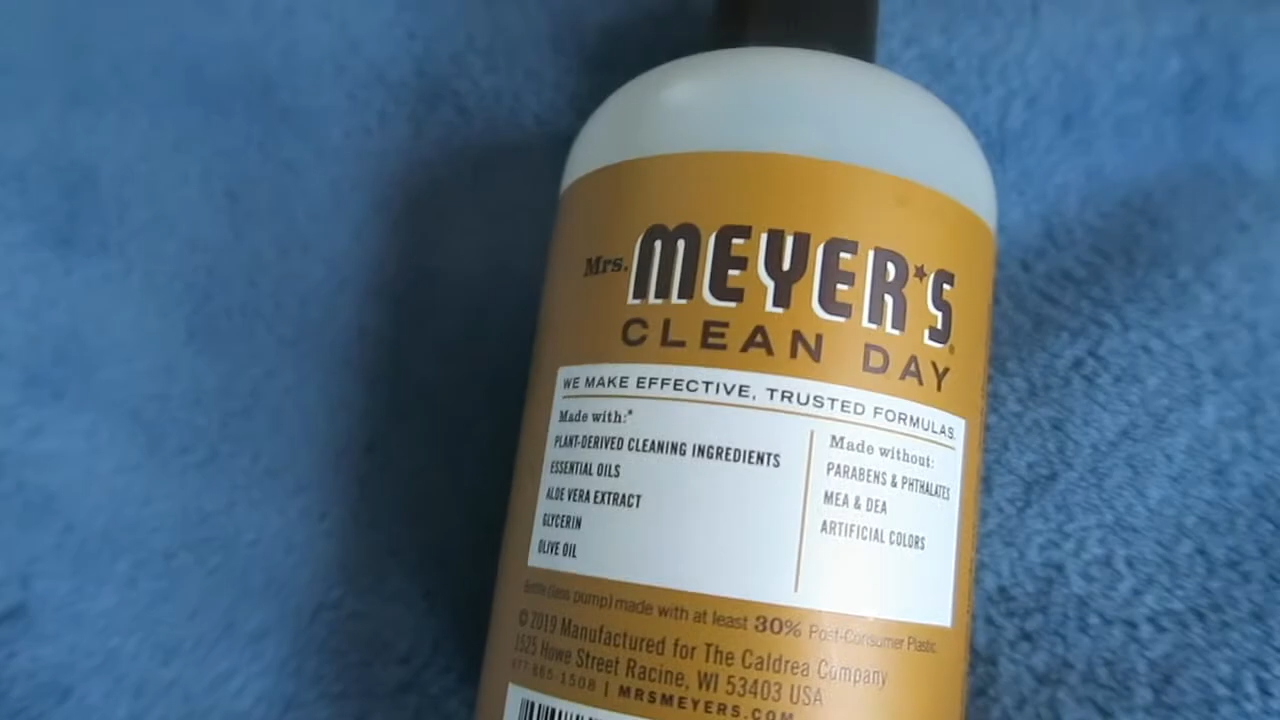 Mrs. MEYER'S
CLEAN DAY
WE MAKE EFFECTIVE, TRUSTED FORMULAS.
Made with:*
PLANT-DERIVED CLEANING INGREDIENTS
ESSENTIAL OILS
ALOE VERA EXTRACT
GLYCERIN
OLIVE OIL
Made without:
PARABENS & PHTHALATES
MEA & DEA
ARTIFICIAL COLORS
Bottle (less pump) made with at least 30% Post-Consumer Plastic
© 2019 Manufactured for The Caldrea Company
1525 Howe Street Racine, WI 53403 USA
1508 | MRSMEYERS.COM